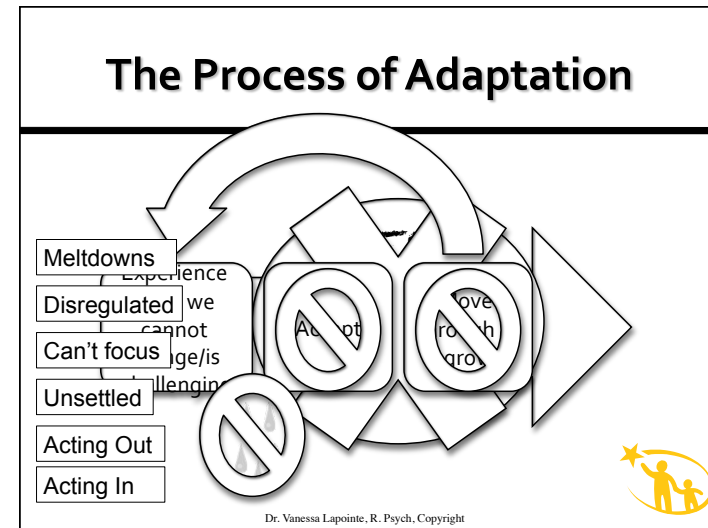 The Process of Adaptation
Meltdowns
Experience
Disregulated
we
cannot
Can't focus
Unsettled
Acting Out
Acting In
Dr. Vanessa Lapointe, R. Psych, Copyright